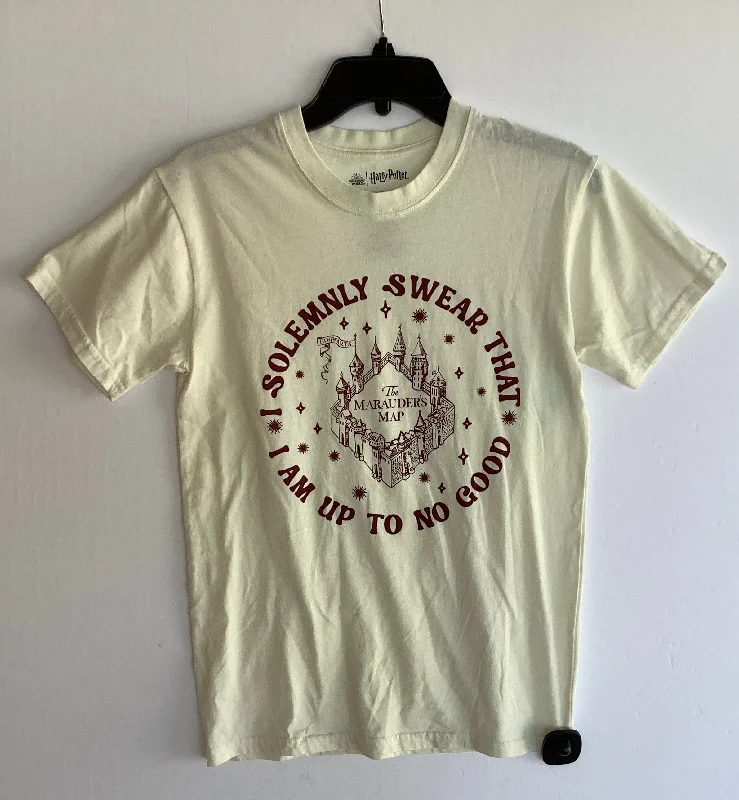 Harry Potter
I SOLEMNLY SWEAR THAT
The
MARAUDER'S
MAP
I AM UP TO NO GOOD